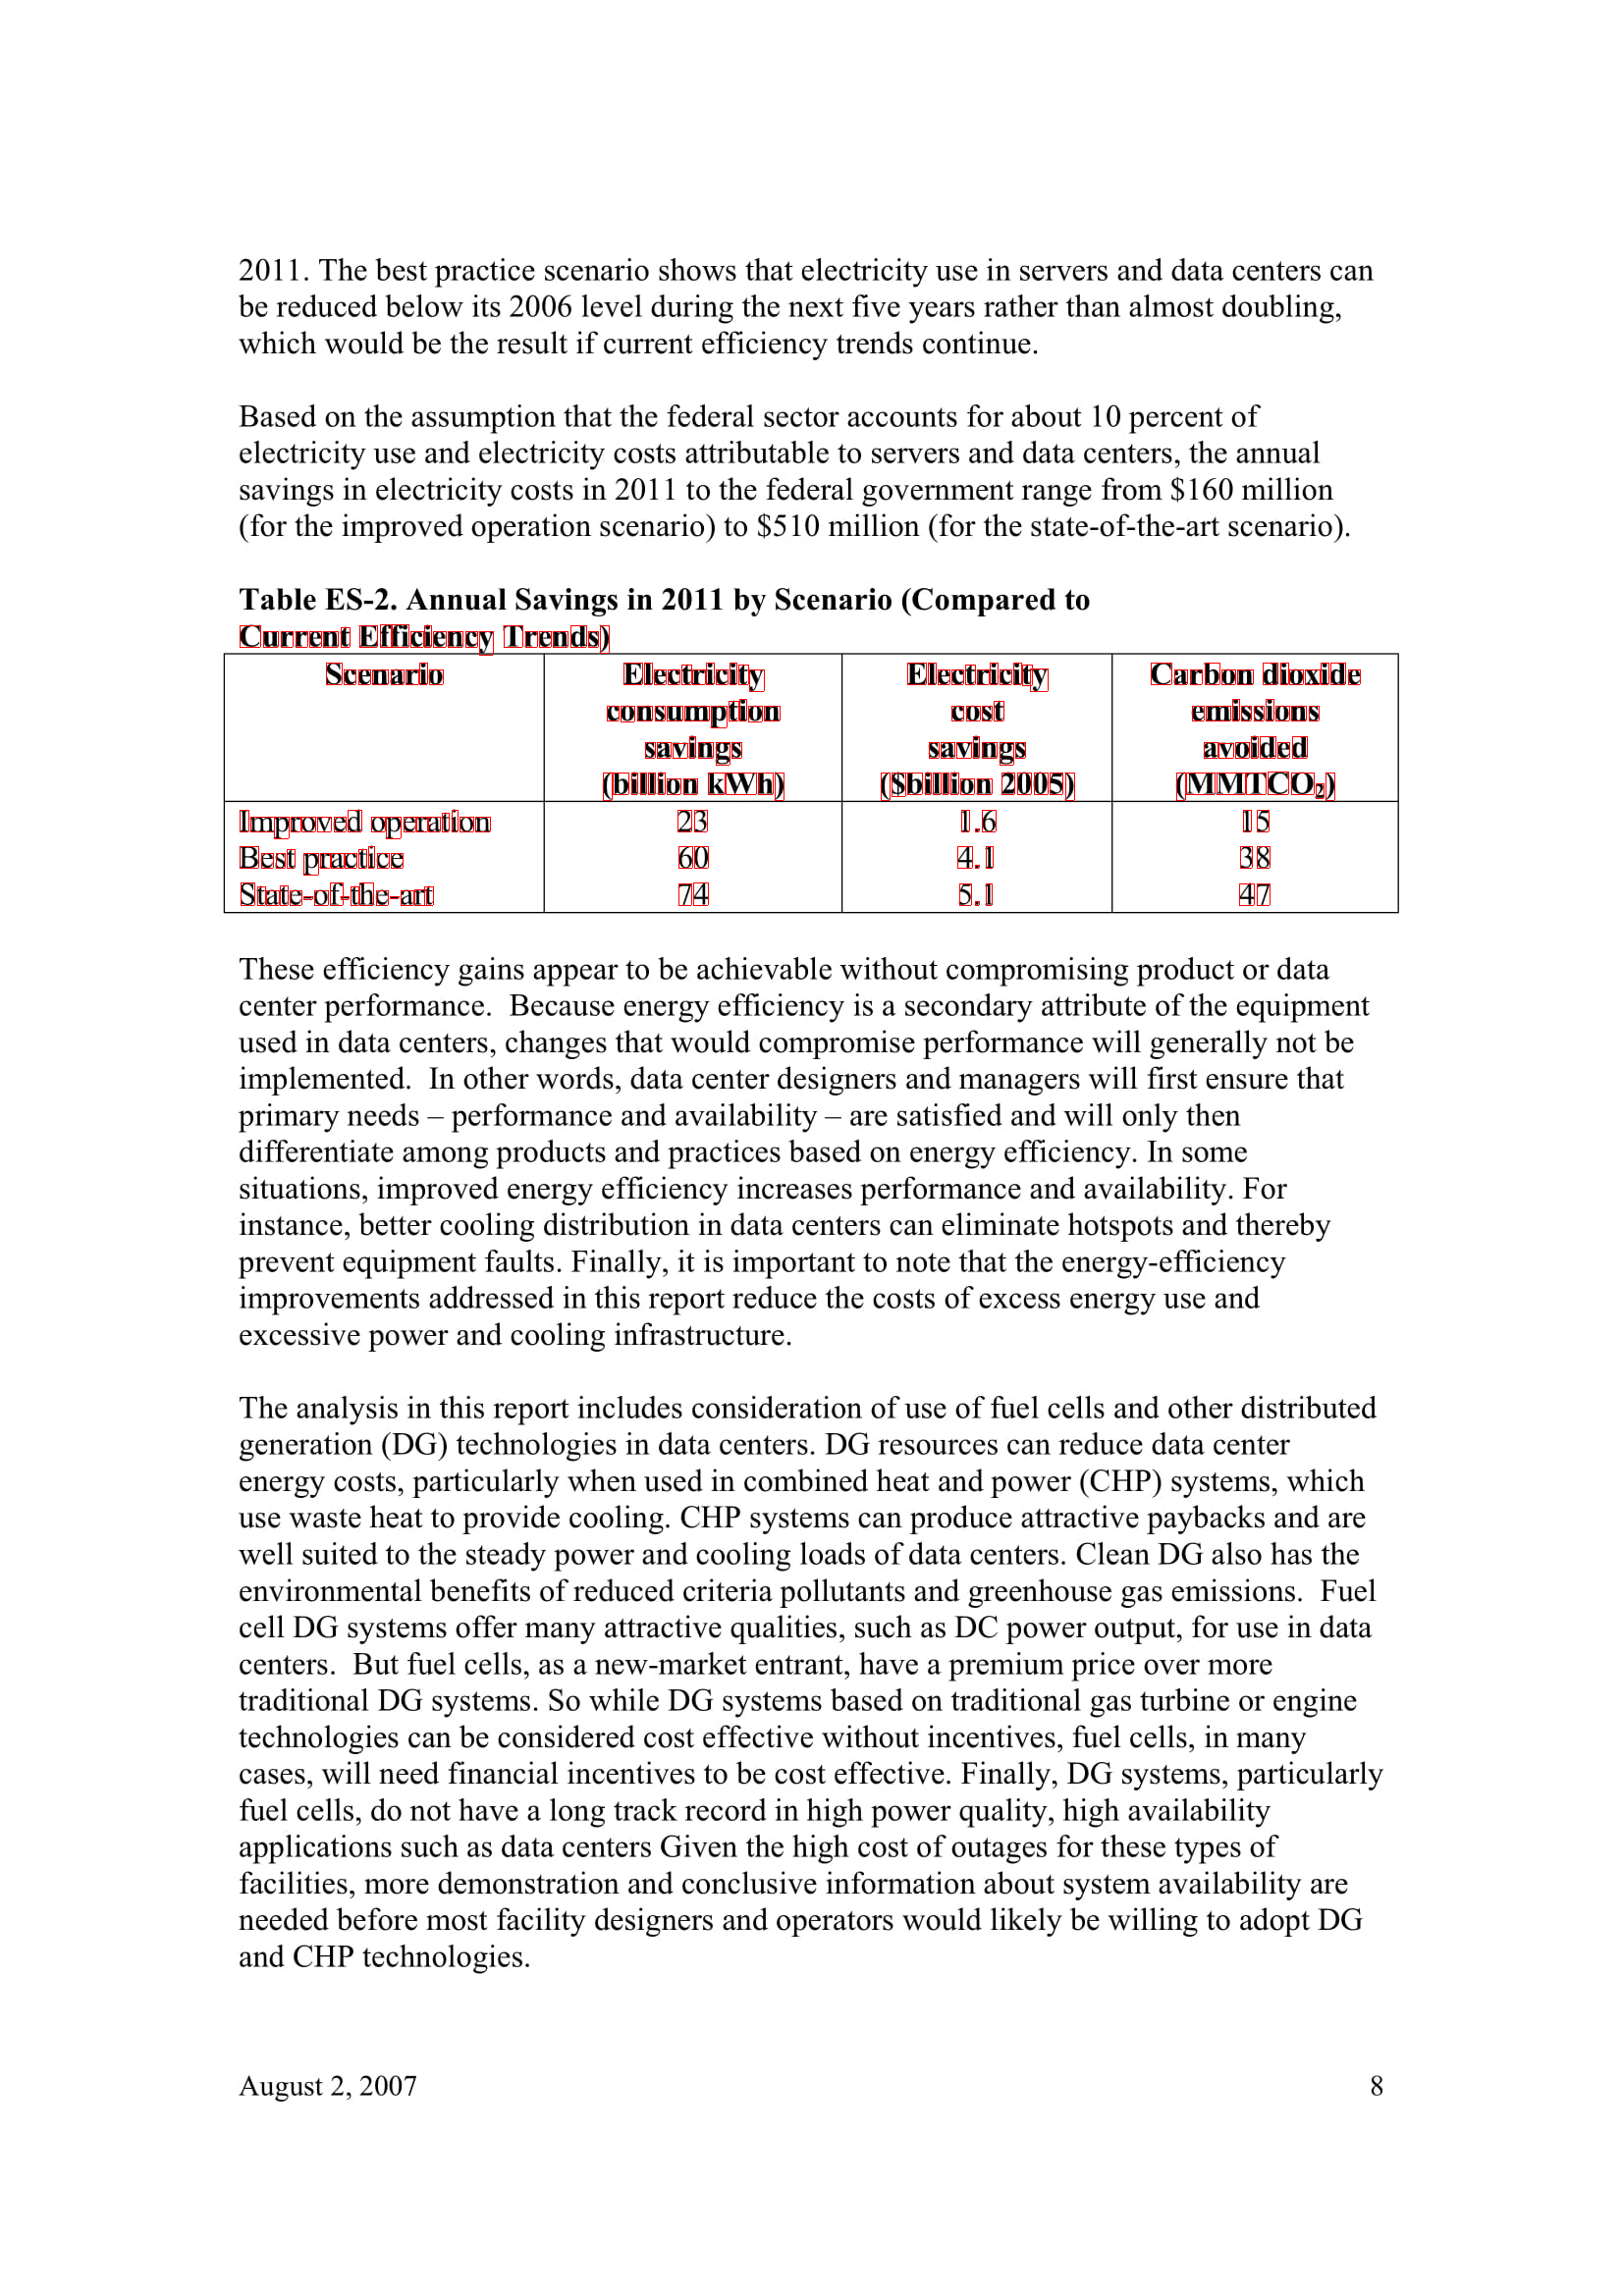 2011. The best practice scenario shows that electricity use in servers and data centers can
be reduced below its 2006 level during the next five years rather than almost doubling,
which would be the result if current efficiency trends continue.
Based on the assumption that the federal sector accounts for about 10 percent of
electricity use and electricity costs attributable to servers and data centers, the annual
savings in electricity costs in 2011 to the federal government range from $160 million
(for the improved operation scenario) to $510 million (for the state-of-the-art scenario).
Table ES-2. Annual Savings in 2011 by Scenario (Compared to
Current Efficiency Trends)
Scenario Electricity Electricity Carbon dioxide
consumption cost emissions
savings savings avoided
(billion kWh) ($billion 2005) (MMTCO₂)
Improved operation 23 1.6 15
Best practice 60 4.1 38
State-of-the-art 74 5.1 47
These efficiency gains appear to be achievable without compromising product or data
center performance.  Because energy efficiency is a secondary attribute of the equipment
used in data centers, changes that would compromise performance will generally not be
implemented.  In other words, data center designers and managers will first ensure that
primary needs – performance and availability – are satisfied and will only then
differentiate among products and practices based on energy efficiency. In some
situations, improved energy efficiency increases performance and availability. For
instance, better cooling distribution in data centers can eliminate hotspots and thereby
prevent equipment faults. Finally, it is important to note that the energy-efficiency
improvements addressed in this report reduce the costs of excess energy use and
excessive power and cooling infrastructure.
The analysis in this report includes consideration of use of fuel cells and other distributed
generation (DG) technologies in data centers. DG resources can reduce data center
energy costs, particularly when used in combined heat and power (CHP) systems, which
use waste heat to provide cooling. CHP systems can produce attractive paybacks and are
well suited to the steady power and cooling loads of data centers. Clean DG also has the
environmental benefits of reduced criteria pollutants and greenhouse gas emissions.  Fuel
cell DG systems offer many attractive qualities, such as DC power output, for use in data
centers.  But fuel cells, as a new-market entrant, have a premium price over more
traditional DG systems. So while DG systems based on traditional gas turbine or engine
technologies can be considered cost effective without incentives, fuel cells, in many
cases, will need financial incentives to be cost effective. Finally, DG systems, particularly
fuel cells, do not have a long track record in high power quality, high availability
applications such as data centers Given the high cost of outages for these types of
facilities, more demonstration and conclusive information about system availability are
needed before most facility designers and operators would likely be willing to adopt DG
and CHP technologies.
August 2, 2007 8